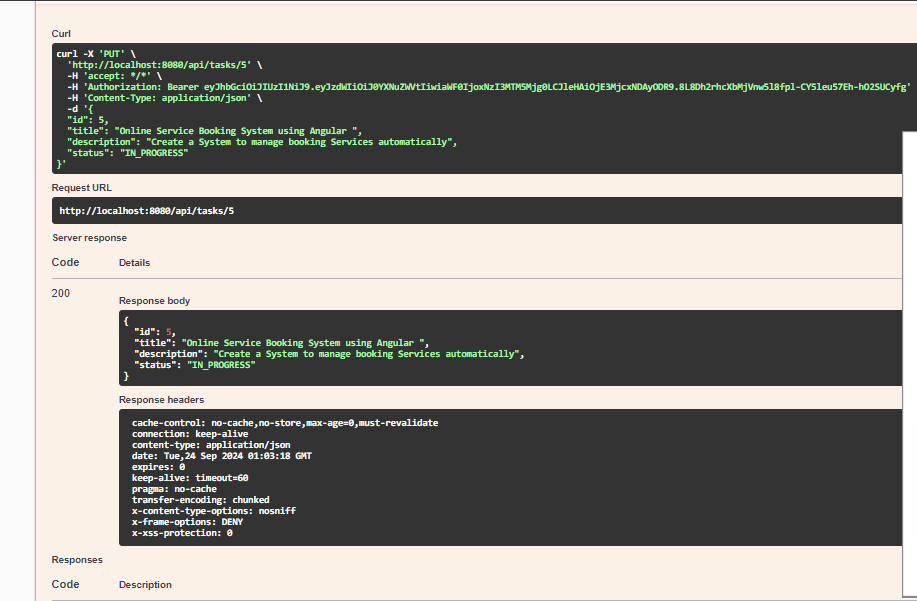 Curl
curl -X 'PUT' \
'http://localhost:8080/api/tasks/5' \
-H 'accept: */*' \
-H 'Authorization: Bearer eyJhbGciOiJIUzI1NiJ9.eyJzdWIiOiJ0YXNuZWVtIiwiaWF0IjoxNzI3MTM5Mjg0LCJleHAiOjE3MjcxNDAyODR9.8L8Dh2rhcXbMjVnw5l8fpl-CY5leu57Eh-hO2SUCyfg' \
-H 'Content-Type: application/json' \
-d '{
"id": 5,
"title": "Online Service Booking System using Angular ",
"description": "Create a System to manage booking Services automatically",
"status": "IN_PROGRESS"
}'
Request URL
http://localhost:8080/api/tasks/5
Server response
Code Details
200
Response body
{
"id": 5,
"title": "Online Service Booking System using Angular ",
"description": "Create a System to manage booking Services automatically",
"status": "IN_PROGRESS"
}
Response headers
cache-control: no-cache,no-store,max-age=0,must-revalidate
connection: keep-alive
content-type: application/json
date: Tue,24 Sep 2024 01:03:18 GMT
expires: 0
keep-alive: timeout=60
pragma: no-cache
transfer-encoding: chunked
x-content-type-options: nosniff
x-frame-options: DENY
x-xss-protection: 0
Responses
Code Description